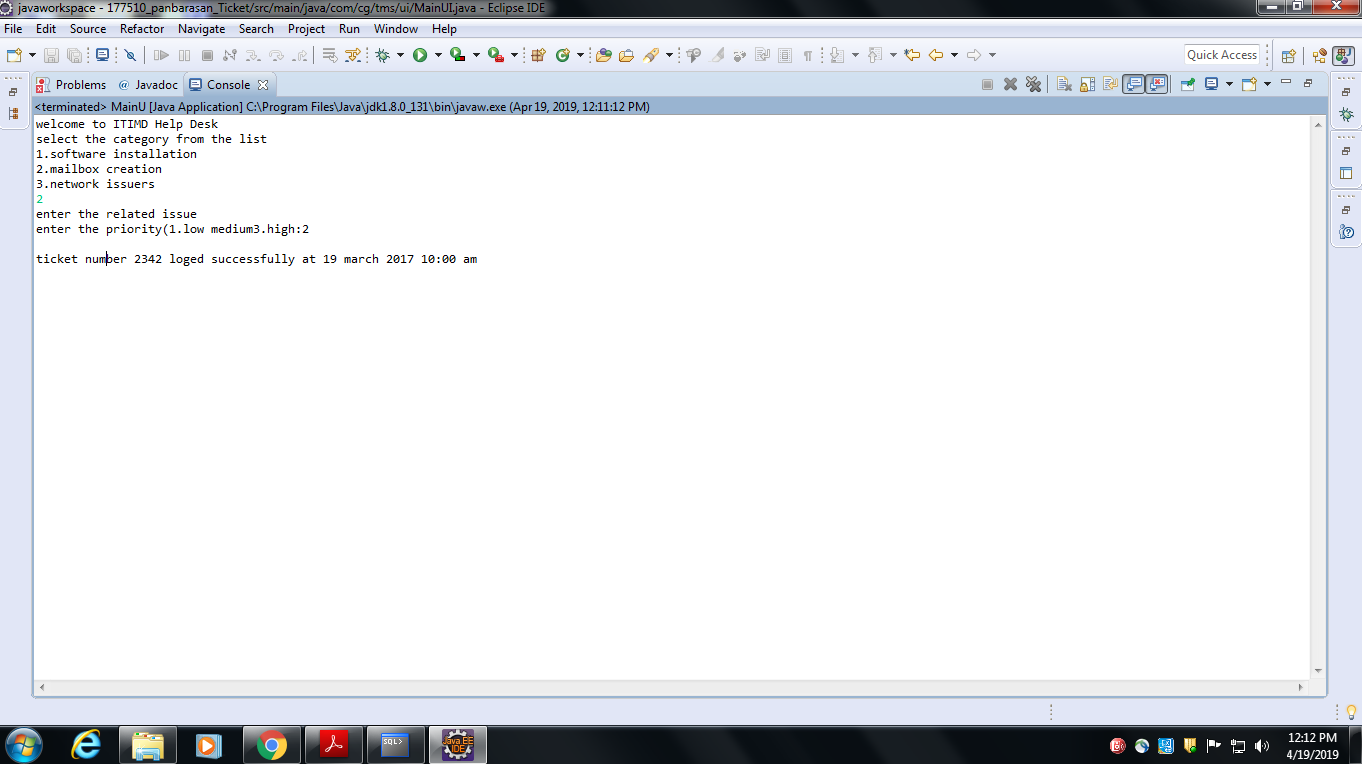 javaworkspace - 177510_panbarasan_Ticket/src/main/java/com/cg/tms/ui/MainUI.java - Eclipse IDE
File Edit Source Refactor Navigate Search Project Run Window Help
Quick Access
Problems @ Javadoc Console
<terminated> MainU [Java Application] C:\Program Files\Java\jdk1.8.0_131\bin\javaw.exe (Apr 19, 2019, 12:11:12 PM)
welcome to ITIMD Help Desk
select the category from the list
1.software installation
2.mailbox creation
3.network issuers
2
enter the related issue
enter the priority(1.low medium3.high:2
ticket number 2342 loged successfully at 19 march 2017 10:00 am
SQL>
Java EE
IDE
12:12 PM
4/19/2019